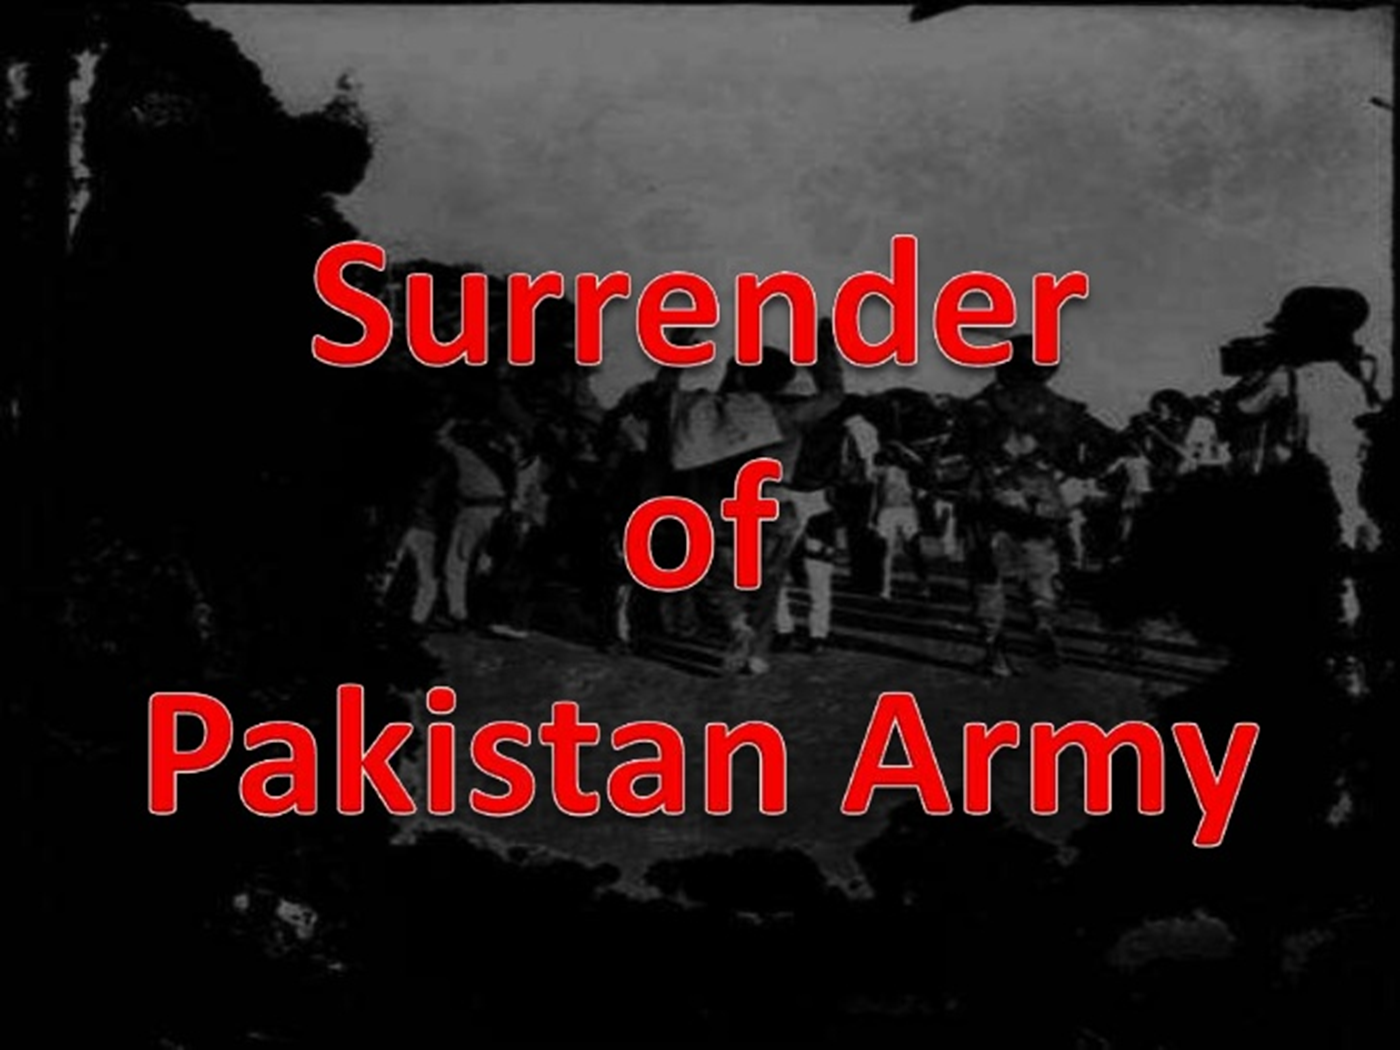 Surrender
of
Pakistan Army